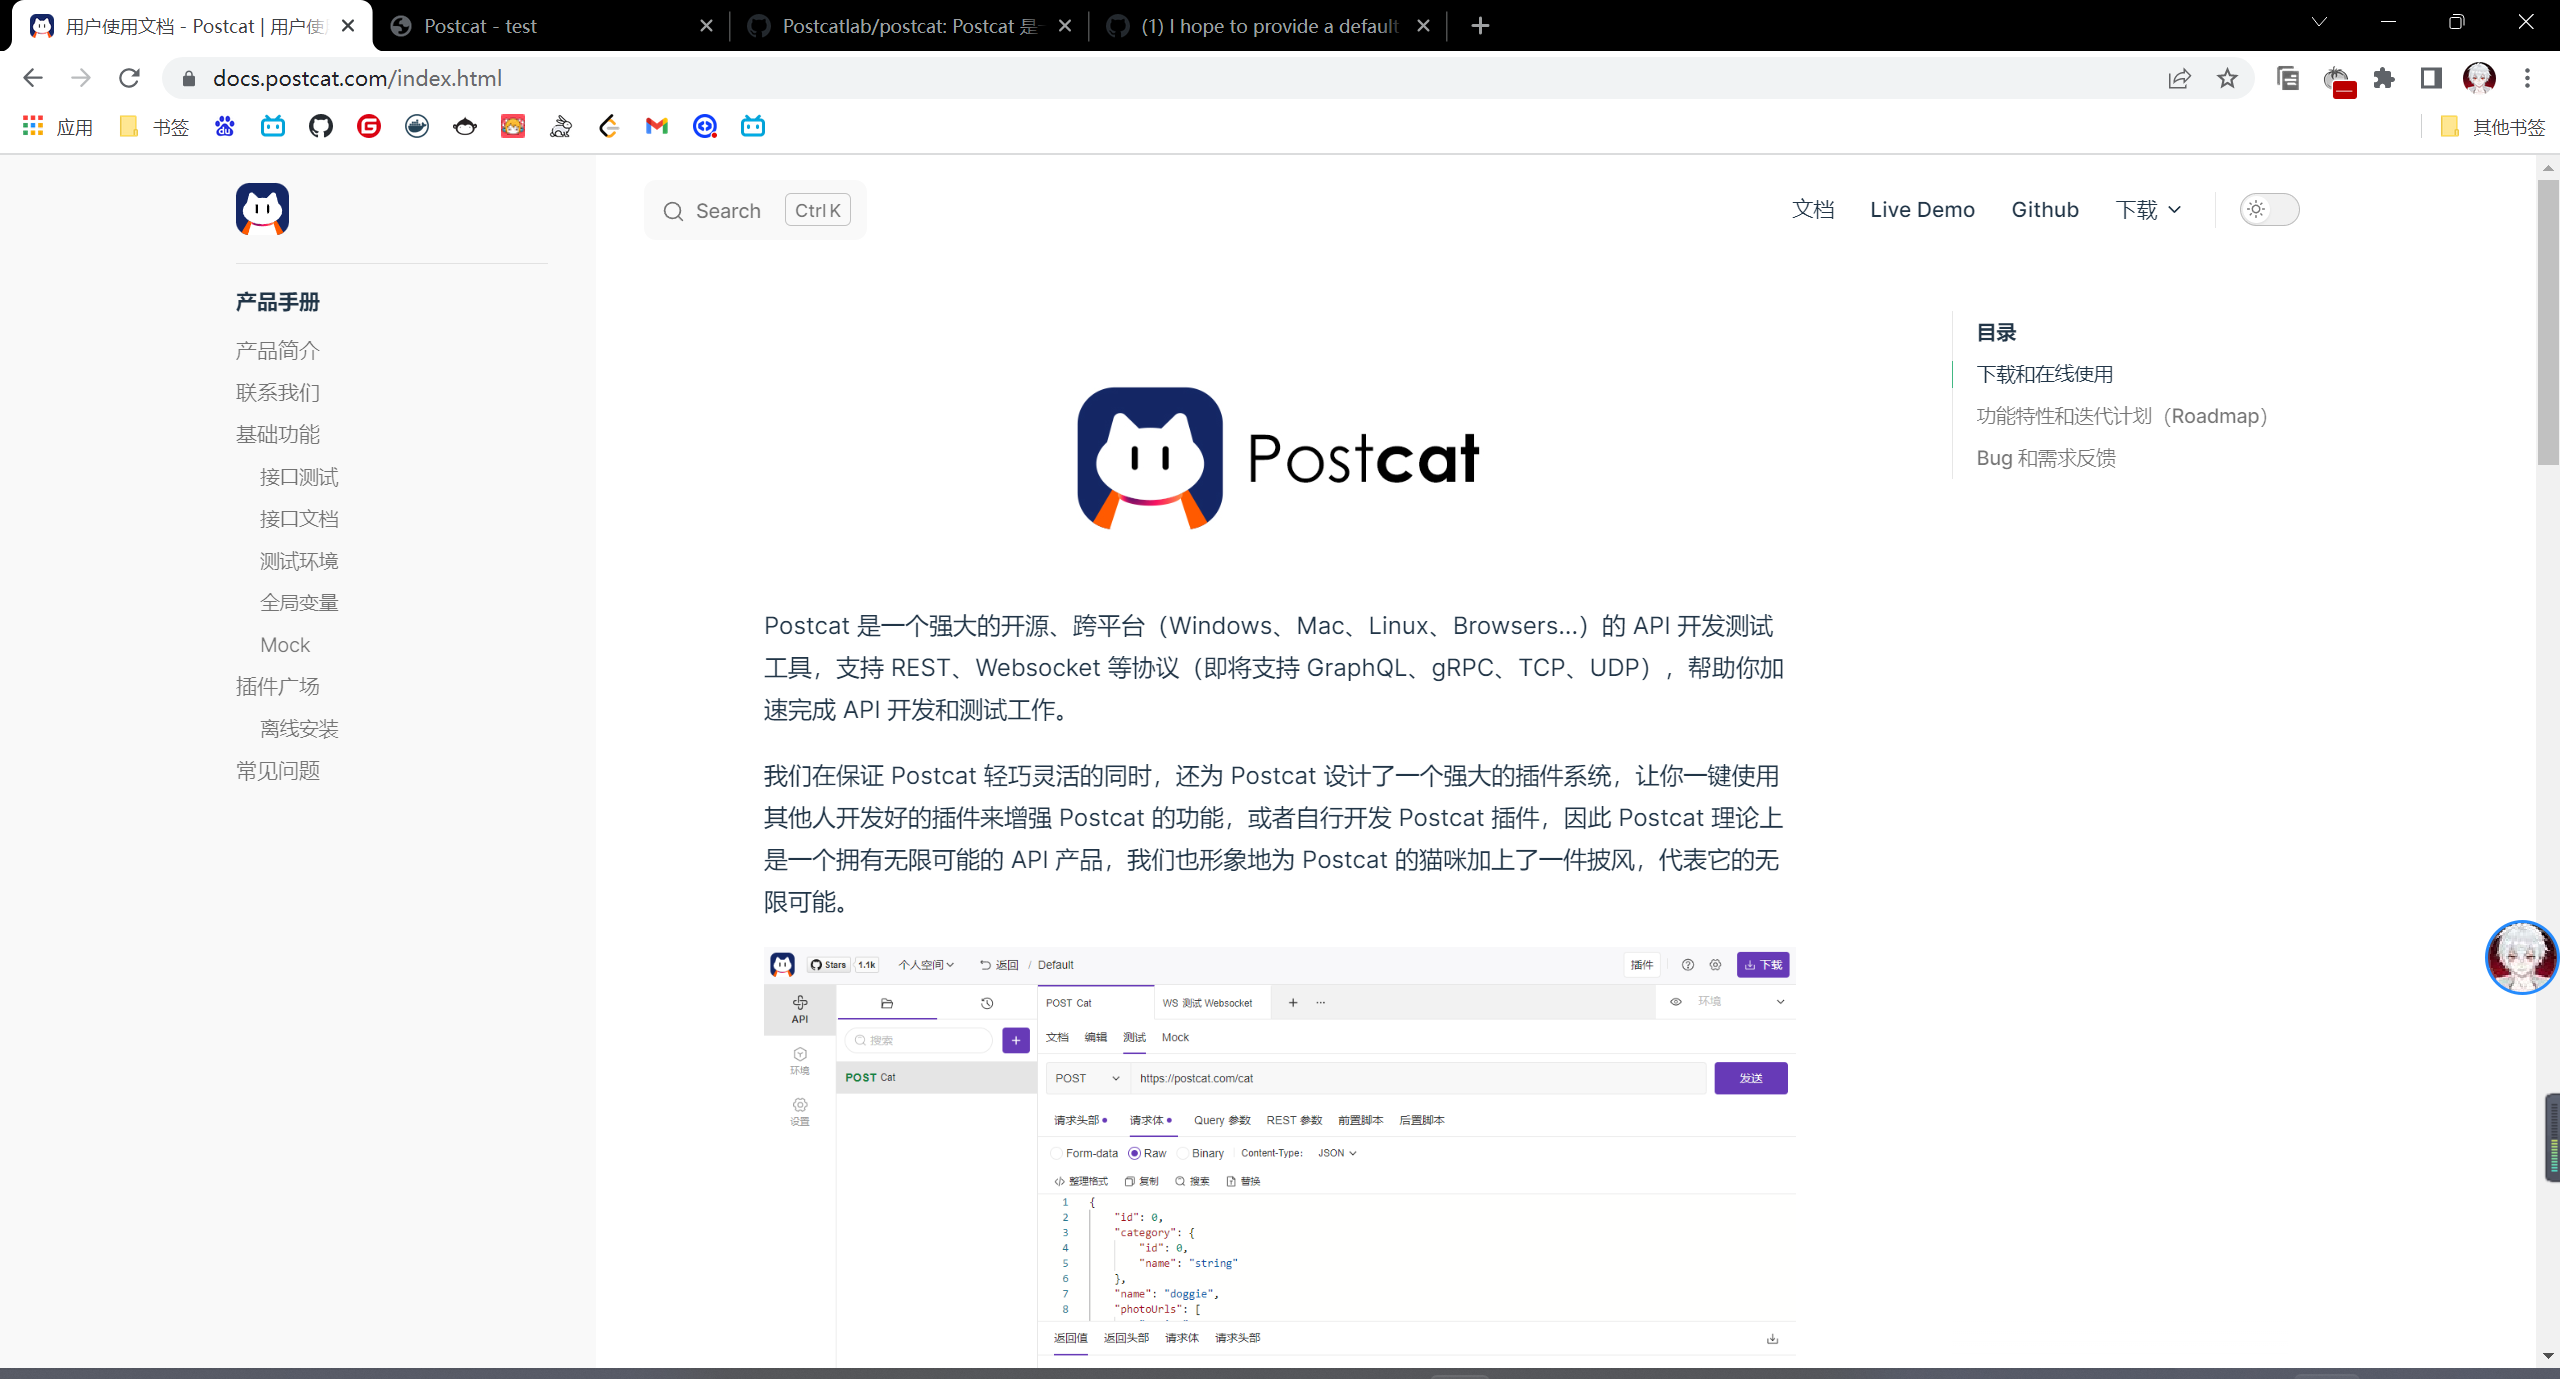 用户使用文档 - Postcat | 用户使
Postcat - test
Postcatlab/postcat: Postcat 是
(1) I hope to provide a default
docs.postcat.com/index.html
应用
书签
其他书签
Search
Ctrl K
文档
Live Demo
Github
下载
产品手册
产品简介
联系我们
基础功能
接口测试
接口文档
测试环境
全局变量
Mock
插件广场
离线安装
常见问题
Postcat
Postcat 是一个强大的开源、跨平台（Windows、Mac、Linux、Browsers...）的 API 开发测试
工具，支持 REST、Websocket 等协议（即将支持 GraphQL、gRPC、TCP、UDP），帮助你加
速完成 API 开发和测试工作。
我们在保证 Postcat 轻巧灵活的同时，还为 Postcat 设计了一个强大的插件系统，让你一键使用
其他人开发好的插件来增强 Postcat 的功能，或者自行开发 Postcat 插件，因此 Postcat 理论上
是一个拥有无限可能的 API 产品，我们也形象地为 Postcat 的猫咪加上了一件披风，代表它的无
限可能。
目录
下载和在线使用
功能特性和迭代计划（Roadmap）
Bug 和需求反馈
Stars 1.1k 个人空间 返回 / Default 插件 下载
API
环境
设置
搜索
POST Cat
POST Cat
WS 测试 Websocket
环境
文档 编辑 测试 Mock
POST https://postcat.com/cat 发送
请求头部 请求体 Query 参数 REST 参数 前置脚本 后置脚本
Form-data Raw Binary Content-Type: JSON
整理格式 复制 搜索 替换
1 {
2 "id": 0,
3 "category": {
4 "id": 0,
5 "name": "string"
6 },
7 "name": "doggie",
8 "photoUrls": [
返回值 返回头部 请求体 请求头部